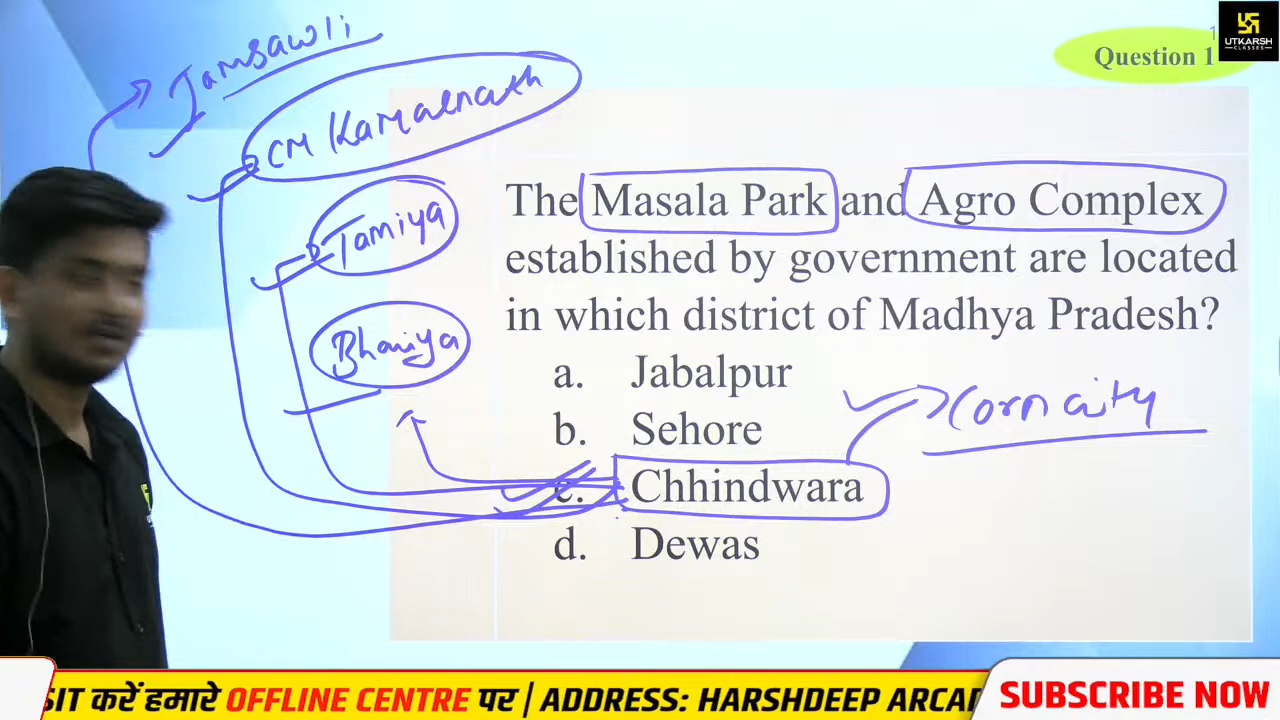 UTKARSH
CLASSES
Question 1
Jamsawli
CM Kamalnath
Tamiya
Bhariya
The Masala Park and Agro Complex
established by government are located
in which district of Madhya Pradesh?
a. Jabalpur
b. Sehore
c. Chhindwara
d. Dewas
Corn city
SIT करें हमारे OFFLINE CENTRE पर | ADDRESS: HARSHDEEP ARCAD
SUBSCRIBE NOW